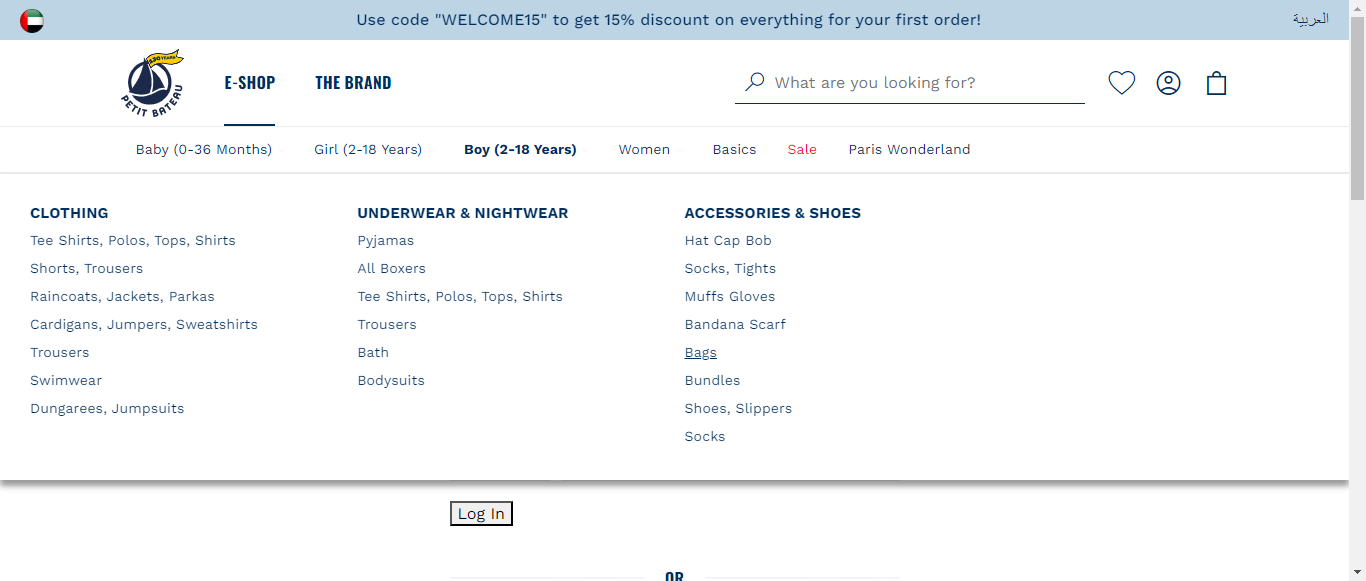 Use code "WELCOME15" to get 15% discount on everything for your first order!
العربية
130 YEARS
PETIT BATEAU
E-SHOP
THE BRAND
What are you looking for?
Baby (0-36 Months)
Girl (2-18 Years)
Boy (2-18 Years)
Women
Basics
Sale
Paris Wonderland
CLOTHING
Tee Shirts, Polos, Tops, Shirts
Shorts, Trousers
Raincoats, Jackets, Parkas
Cardigans, Jumpers, Sweatshirts
Trousers
Swimwear
Dungarees, Jumpsuits
UNDERWEAR & NIGHTWEAR
Pyjamas
All Boxers
Tee Shirts, Polos, Tops, Shirts
Trousers
Bath
Bodysuits
ACCESSORIES & SHOES
Hat Cap Bob
Socks, Tights
Muffs Gloves
Bandana Scarf
Bags
Bundles
Shoes, Slippers
Socks
Log In
OR